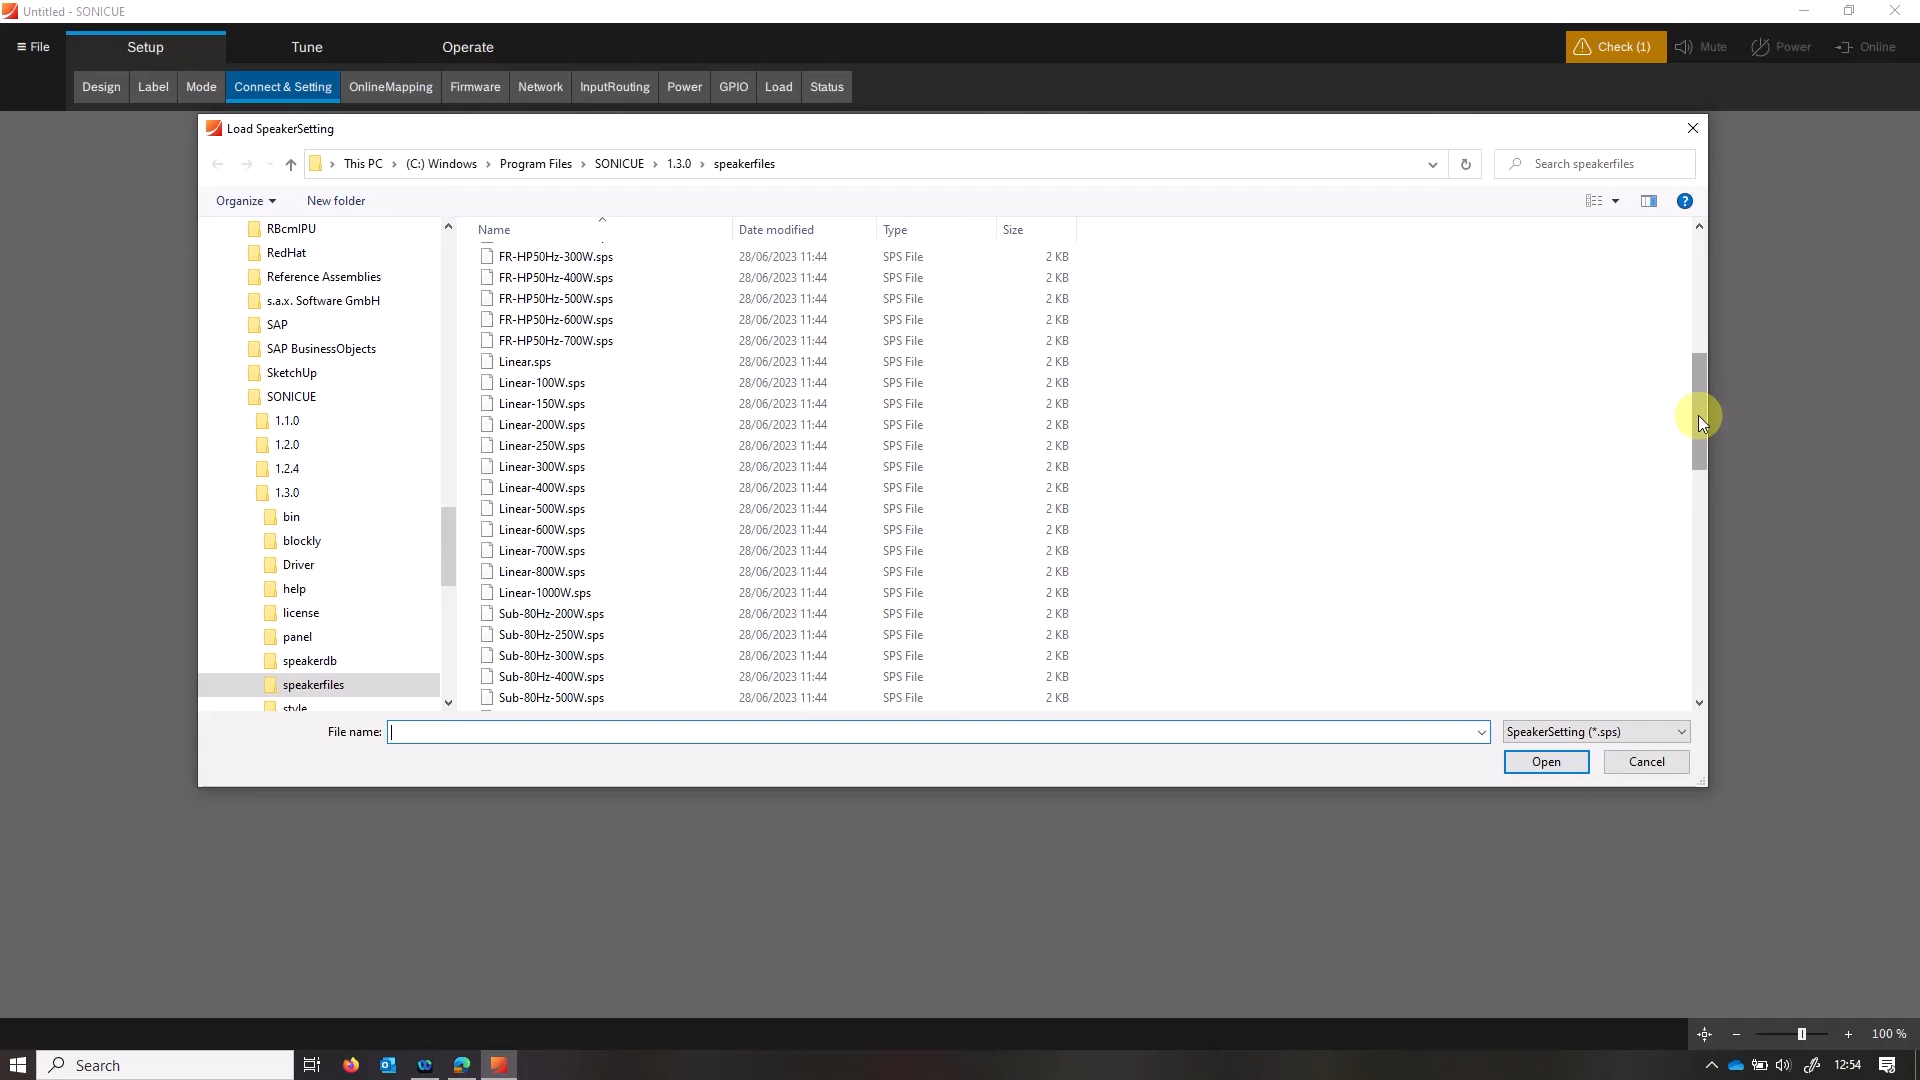 Untitled - SONICUE
≡ File
Setup
Tune
Operate
Check (1)
Mute
Power
Online
Design
Label
Mode
Connect & Setting
OnlineMapping
Firmware
Network
InputRouting
Power
GPIO
Load
Status
Load SpeakerSetting
This PC > (C:) Windows > Program Files > SONICUE > 1.3.0 > speakerfiles
Search speakerfiles
Organize
New folder
RBcmIPU
RedHat
Reference Assemblies
s.a.x. Software GmbH
SAP
SAP BusinessObjects
SketchUp
SONICUE
1.1.0
1.2.0
1.2.4
1.3.0
bin
blockly
Driver
help
license
panel
speakerdb
speakerfiles
style
Name Date modified Type Size
FR-HP50Hz-300W.sps 28/06/2023 11:44 SPS File 2 KB
FR-HP50Hz-400W.sps 28/06/2023 11:44 SPS File 2 KB
FR-HP50Hz-500W.sps 28/06/2023 11:44 SPS File 2 KB
FR-HP50Hz-600W.sps 28/06/2023 11:44 SPS File 2 KB
FR-HP50Hz-700W.sps 28/06/2023 11:44 SPS File 2 KB
Linear.sps 28/06/2023 11:44 SPS File 2 KB
Linear-100W.sps 28/06/2023 11:44 SPS File 2 KB
Linear-150W.sps 28/06/2023 11:44 SPS File 2 KB
Linear-200W.sps 28/06/2023 11:44 SPS File 2 KB
Linear-250W.sps 28/06/2023 11:44 SPS File 2 KB
Linear-300W.sps 28/06/2023 11:44 SPS File 2 KB
Linear-400W.sps 28/06/2023 11:44 SPS File 2 KB
Linear-500W.sps 28/06/2023 11:44 SPS File 2 KB
Linear-600W.sps 28/06/2023 11:44 SPS File 2 KB
Linear-700W.sps 28/06/2023 11:44 SPS File 2 KB
Linear-800W.sps 28/06/2023 11:44 SPS File 2 KB
Linear-1000W.sps 28/06/2023 11:44 SPS File 2 KB
Sub-80Hz-200W.sps 28/06/2023 11:44 SPS File 2 KB
Sub-80Hz-250W.sps 28/06/2023 11:44 SPS File 2 KB
Sub-80Hz-300W.sps 28/06/2023 11:44 SPS File 2 KB
Sub-80Hz-400W.sps 28/06/2023 11:44 SPS File 2 KB
Sub-80Hz-500W.sps 28/06/2023 11:44 SPS File 2 KB
File name:
SpeakerSetting (*.sps)
Open
Cancel
100 %
Search
12:54